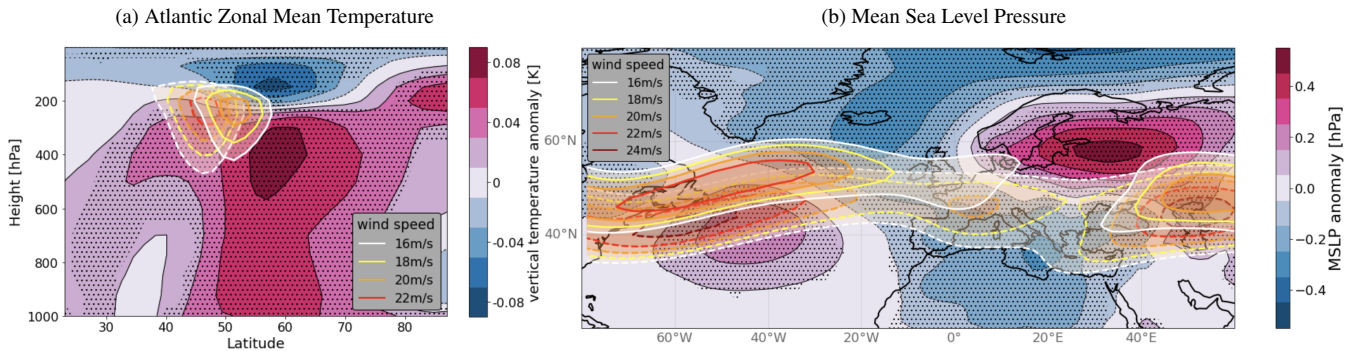 (a) Atlantic Zonal Mean Temperature
Height [hPa]
200
400
600
800
1000
30
40
50
60
70
80
Latitude
wind speed
16m/s
18m/s
20m/s
22m/s
0.08
0.04
0
−0.04
−0.08
vertical temperature anomaly [K]
(b) Mean Sea Level Pressure
wind speed
16m/s
18m/s
20m/s
22m/s
24m/s
60°N
40°N
60°W
40°W
20°W
0°
20°E
40°E
0.4
0.2
0.0
−0.2
−0.4
MSLP anomaly [hPa]